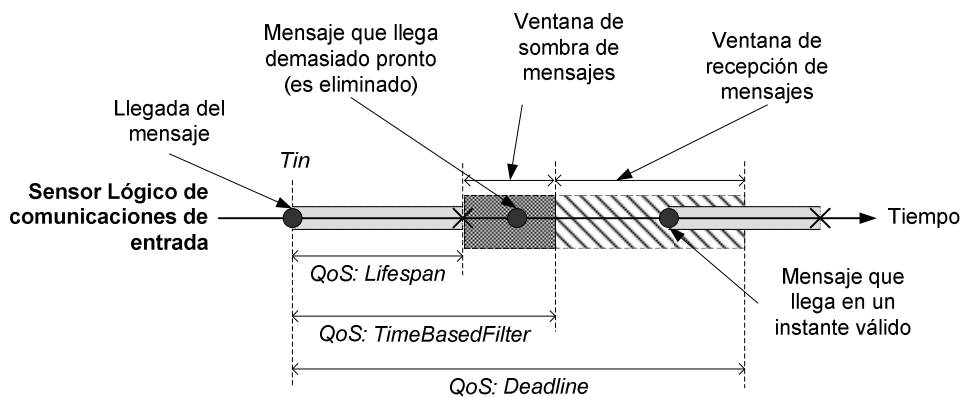 Mensaje que llega
demasiado pronto
(es eliminado)
Ventana de
sombra de
mensajes
Ventana de
recepción de
mensajes
Llegada del
mensaje
Tin
Sensor Lógico de
comunicaciones de
entrada
Tiempo
QoS: Lifespan
Mensaje que
llega en un
instante válido
QoS: TimeBasedFilter
QoS: Deadline